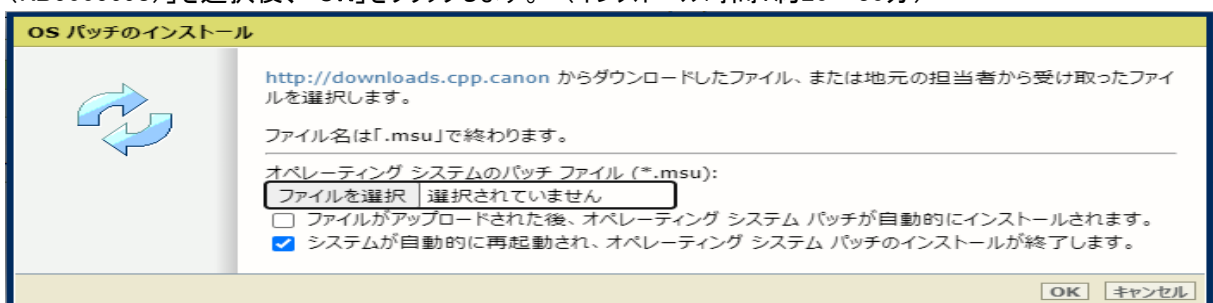 OS パッチのインストール
http://downloads.cpp.canon からダウンロードしたファイル、または地元の担当者から受け取ったファイ
ルを選択します。
ファイル名は「.msu」で終わります。
オペレーティング システムのパッチ ファイル (*.msu):
ファイルを選択 選択されていません
ファイルがアップロードされた後、オペレーティング システム パッチが自動的にインストールされます。
システムが自動的に再起動され、オペレーティング システム パッチのインストールが終了します。
OK キャンセル